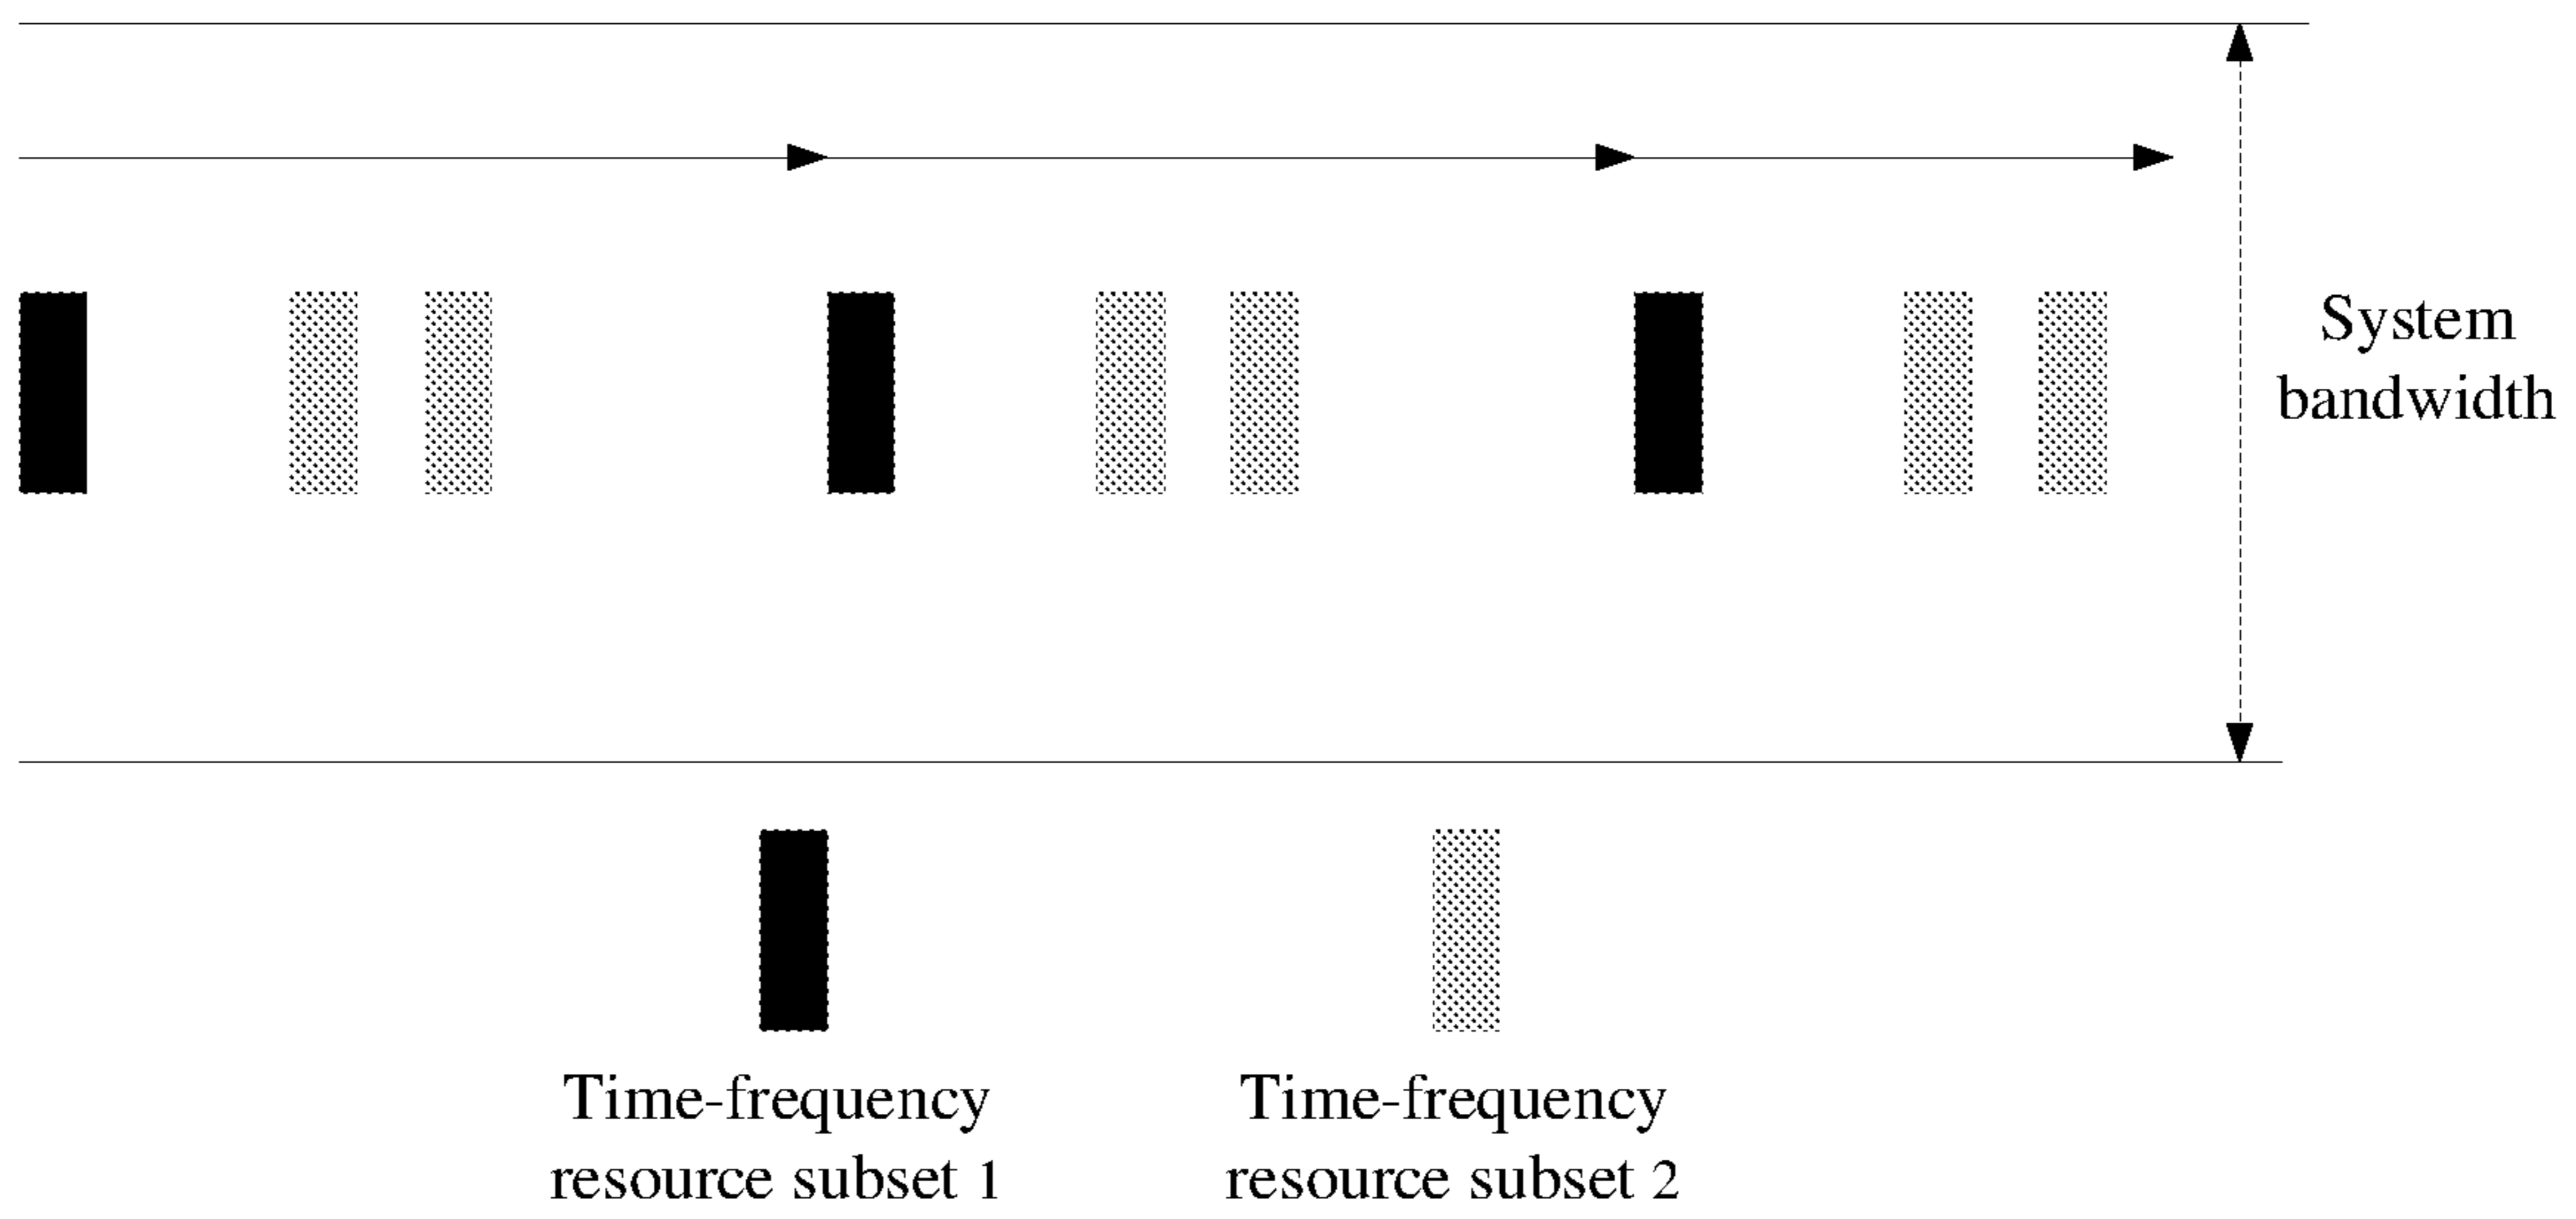 System
bandwidth
Time-frequency
resource subset 1
Time-frequency
resource subset 2